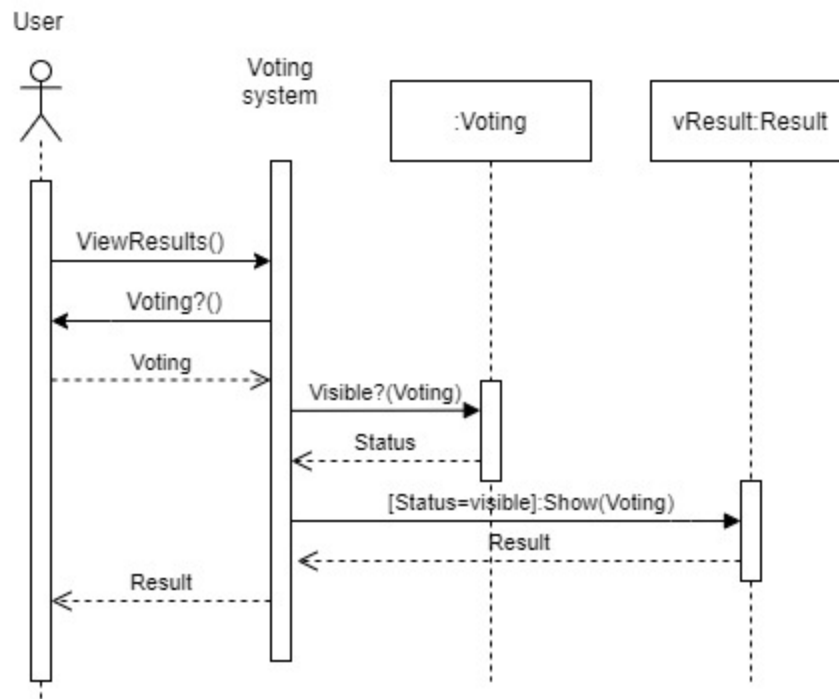 User
Voting
system
:Voting
vResult:Result
ViewResults()
Voting?()
Voting
Visible?(Voting)
Status
[Status=visible]:Show(Voting)
Result
Result